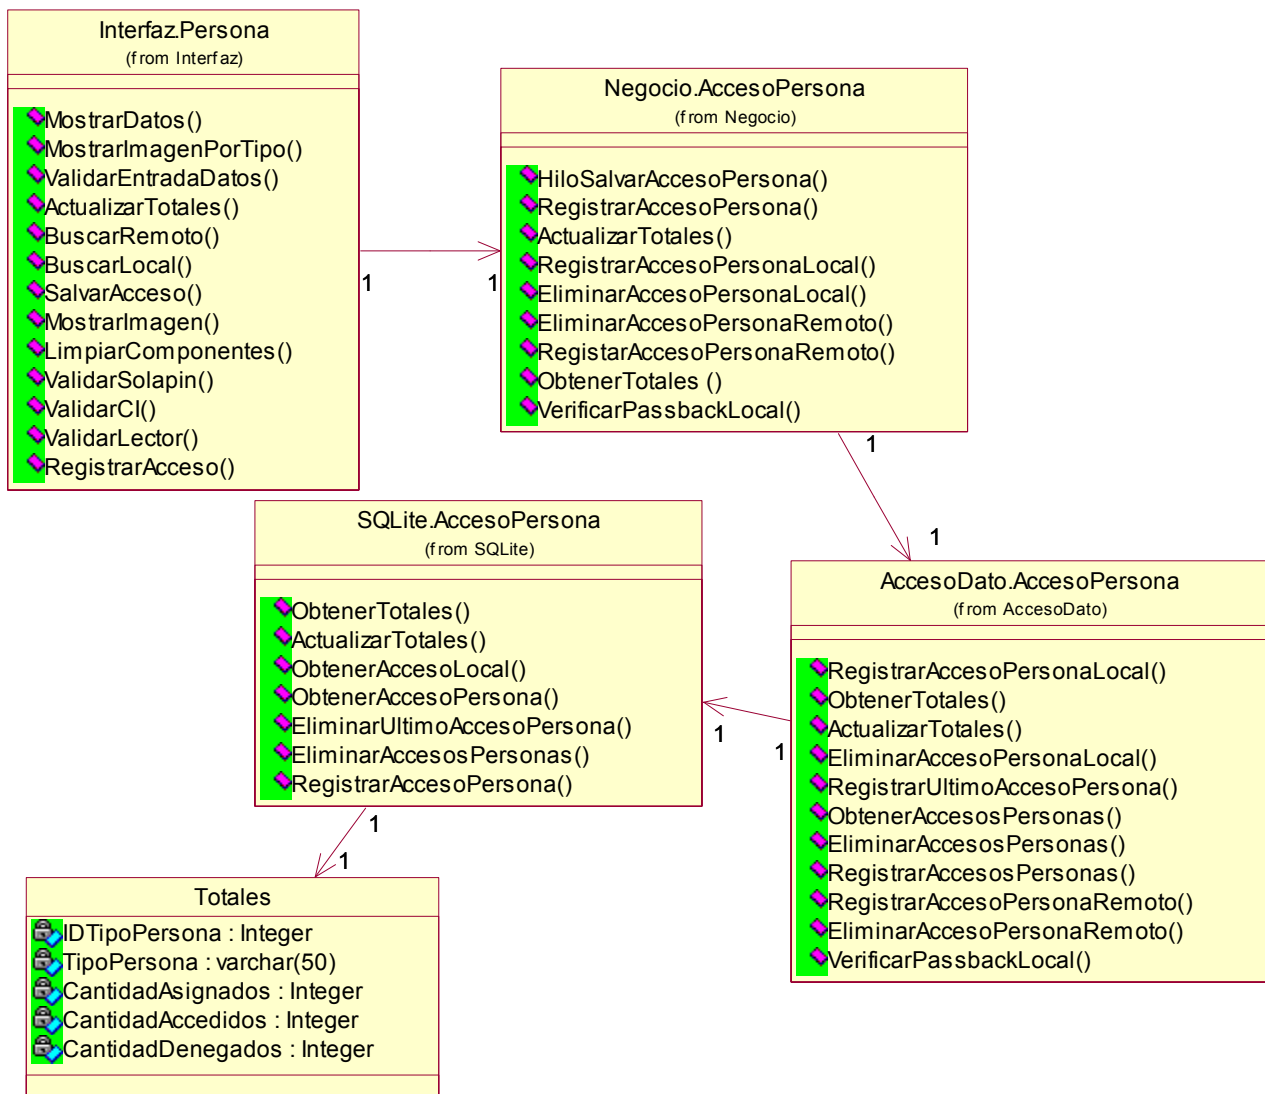 Interfaz.Persona
(from Interfaz)
MostrarDatos()
MostrarImagenPorTipo()
ValidarEntradaDatos()
ActualizarTotales()
BuscarRemoto()
BuscarLocal()
SalvarAcceso()
MostrarImagen()
LimpiarComponentes()
ValidarSolapin()
ValidarCI()
ValidarLector()
RegistrarAcceso()
1
1
Negocio.AccesoPersona
(from Negocio)
HiloSalvarAccesoPersona()
RegistrarAccesoPersona()
ActualizarTotales()
RegistrarAccesoPersonaLocal()
EliminarAccesoPersonaLocal()
EliminarAccesoPersonaRemoto()
RegistarAccesoPersonaRemoto()
ObtenerTotales ()
VerificarPassbackLocal()
1
1
SQLite.AccesoPersona
(from SQLite)
ObtenerTotales()
ActualizarTotales()
ObtenerAccesoLocal()
ObtenerAccesoPersona()
EliminarUltimoAccesoPersona()
EliminarAccesosPersonas()
RegistrarAccesoPersona()
1
1
AccesoDato.AccesoPersona
(from AccesoDato)
RegistrarAccesoPersonaLocal()
ObtenerTotales()
ActualizarTotales()
EliminarAccesoPersonaLocal()
RegistrarUltimoAccesoPersona()
ObtenerAccesosPersonas()
EliminarAccesosPersonas()
RegistrarAccesosPersonas()
RegistrarAccesoPersonaRemoto()
EliminarAccesoPersonaRemoto()
VerificarPassbackLocal()
1
1
Totales
IDTipoPersona : Integer
TipoPersona : varchar(50)
CantidadAsignados : Integer
CantidadAccedidos : Integer
CantidadDenegados : Integer